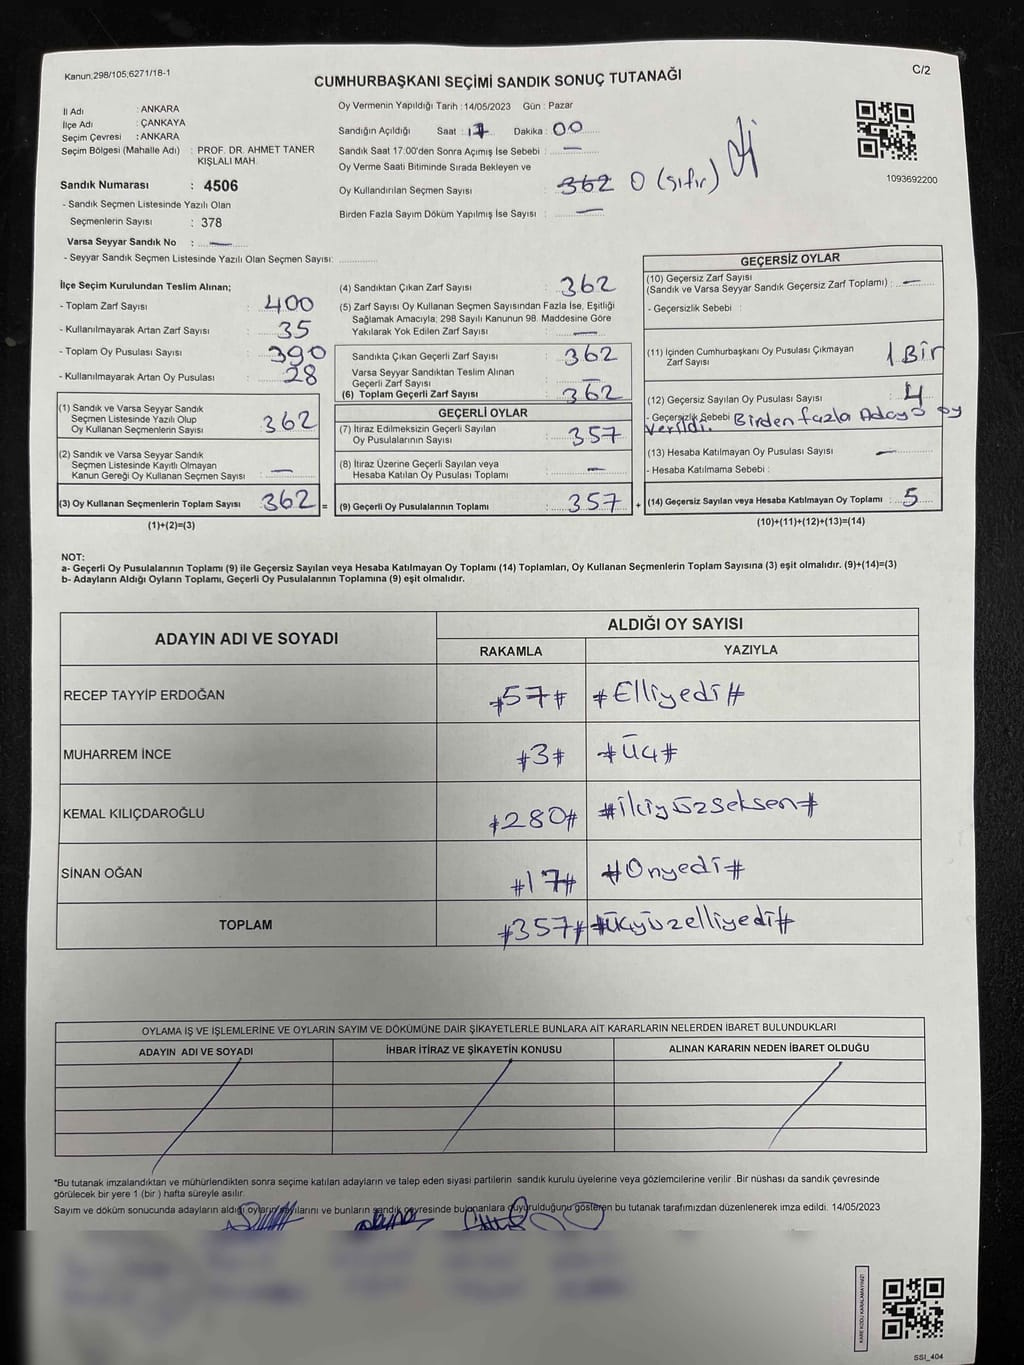 Kanun;298/105,6271/18-1
C/2
CUMHURBAŞKANI SEÇİMİ SANDIK SONUÇ TUTANAĞI
İl Adı : ANKARA
İlçe Adı : ÇANKAYA
Seçim Çevresi : ANKARA
Seçim Bölgesi (Mahalle Adı) : PROF. DR. AHMET TANER
KIŞLALI MAH.
Sandık Numarası : 4506
- Sandık Seçmen Listesinde Yazılı Olan
Seçmenlerin Sayısı : 378
Varsa Seyyar Sandık No : —
- Seyyar Sandık Seçmen Listesinde Yazılı Olan Seçmen Sayısı:
Oy Vermenin Yapıldığı Tarih : 14/05/2023 Gün : Pazar
Sandığın Açıldığı Saat : 17 Dakika : 00
Sandık Saat 17:00'den Sonra Açımış İse Sebebi : —
Oy Verme Saati Bitiminde Sırada Bekleyen ve
Oy Kullandırılan Seçmen Sayısı : 362 0 (sıfır)
Birden Fazla Sayım Döküm Yapılmış İse Sayısı : —
1093692200
İlçe Seçim Kurulundan Teslim Alınan;
- Toplam Zarf Sayısı : 400
- Kullanılmayarak Artan Zarf Sayısı : 35
- Toplam Oy Pusulası Sayısı : 390
- Kullanılmayarak Artan Oy Pusulası : 28
(1) Sandık ve Varsa Seyyar Sandık
Seçmen Listesinde Yazılı Olup
Oy Kullanan Seçmenlerin Sayısı : 362
(2) Sandık ve Varsa Seyyar Sandık
Seçmen Listesinde Kayıtlı Olmayan
Kanun Gereği Oy Kullanan Seçmen Sayısı : —
(3) Oy Kullanan Seçmenlerin Toplam Sayısı 362
(1)+(2)=(3)
(4) Sandıktan Çıkan Zarf Sayısı : 362
(5) Zarf Sayısı Oy Kullanan Seçmen Sayısından Fazla İse, Eşitliği
Sağlamak Amacıyla; 298 Sayılı Kanunun 98. Maddesine Göre
Yakılarak Yok Edilen Zarf Sayısı : —
Sandıkta Çıkan Geçerli Zarf Sayısı : 362
Varsa Seyyar Sandıktan Teslim Alınan
Geçerli Zarf Sayısı : —
(6) Toplam Geçerli Zarf Sayısı : 362
GEÇERLİ OYLAR
(7) İtiraz Edilmeksizin Geçerli Sayılan
Oy Pusulalarının Sayısı : 357
(8) İtiraz Üzerine Geçerli Sayılan veya
Hesaba Katılan Oy Pusulası Toplamı : —
= (9) Geçerli Oy Pusulalarının Toplamı : 357
GEÇERSİZ OYLAR
(10) Geçersiz Zarf Sayısı
(Sandık ve Varsa Seyyar Sandık Geçersiz Zarf Toplamı) : —
- Geçersizlik Sebebi :
(11) İçinden Cumhurbaşkanı Oy Pusulası Çıkmayan
Zarf Sayısı 1 Bir
(12) Geçersiz Sayılan Oy Pusulası Sayısı : 4
- Geçersizlik Sebebi Birden fazla Adaya oy
verildi.
(13) Hesaba Katılmayan Oy Pusulası Sayısı —
- Hesaba Katılmama Sebebi :
+ (14) Geçersiz Sayılan veya Hesaba Katılmayan Oy Toplamı : 5
(10)+(11)+(12)+(13)=(14)
NOT:
a- Geçerli Oy Pusulalarının Toplamı (9) ile Geçersiz Sayılan veya Hesaba Katılmayan Oy Toplamı (14) Toplamları, Oy Kullanan Seçmenlerin Toplam Sayısına (3) eşit olmalıdır. (9)+(14)=(3)
b- Adayların Aldığı Oyların Toplamı, Geçerli Oy Pusulalarının Toplamına (9) eşit olmalıdır.
ADAYIN ADI VE SOYADI ALDIĞI OY SAYISI
RAKAMLA YAZIYLA
RECEP TAYYİP ERDOĞAN #57# #Elliyedi#
MUHARREM İNCE #3# #Üç#
KEMAL KILIÇDAROĞLU #280# #İkiyüzseksen#
SİNAN OĞAN #17# #Onyedi#
TOPLAM #357# #üçyüzelliyedi#
OYLAMA İŞ VE İŞLEMLERİNE VE OYLARIN SAYIM VE DÖKÜMÜNE DAİR ŞİKAYETLERLE BUNLARA AİT KARARLARIN NELERDEN İBARET BULUNDUKLARI
ADAYIN ADI VE SOYADI İHBAR İTİRAZ VE ŞİKAYETİN KONUSU ALINAN KARARIN NEDEN İBARET OLDUĞU
*Bu tutanak imzalandıktan ve mühürlendikten sonra seçime katılan adayların ve talep eden siyasi partilerin sandık kurulu üyelerine veya gözlemcilerine verilir. Bir nüshası da sandık çevresinde
görülecek bir yere 1 (bir ) hafta süreyle asılır.
Sayım ve döküm sonucunda adayların aldığı oyların sayılarını ve bunların sandık çevresinde bulunanlara duyurulduğunu gösteren bu tutanak tarafımızdan düzenlenerek imza edildi. 14/05/2023
KARE KODU KARALAMAYINIZ!
SSI_404